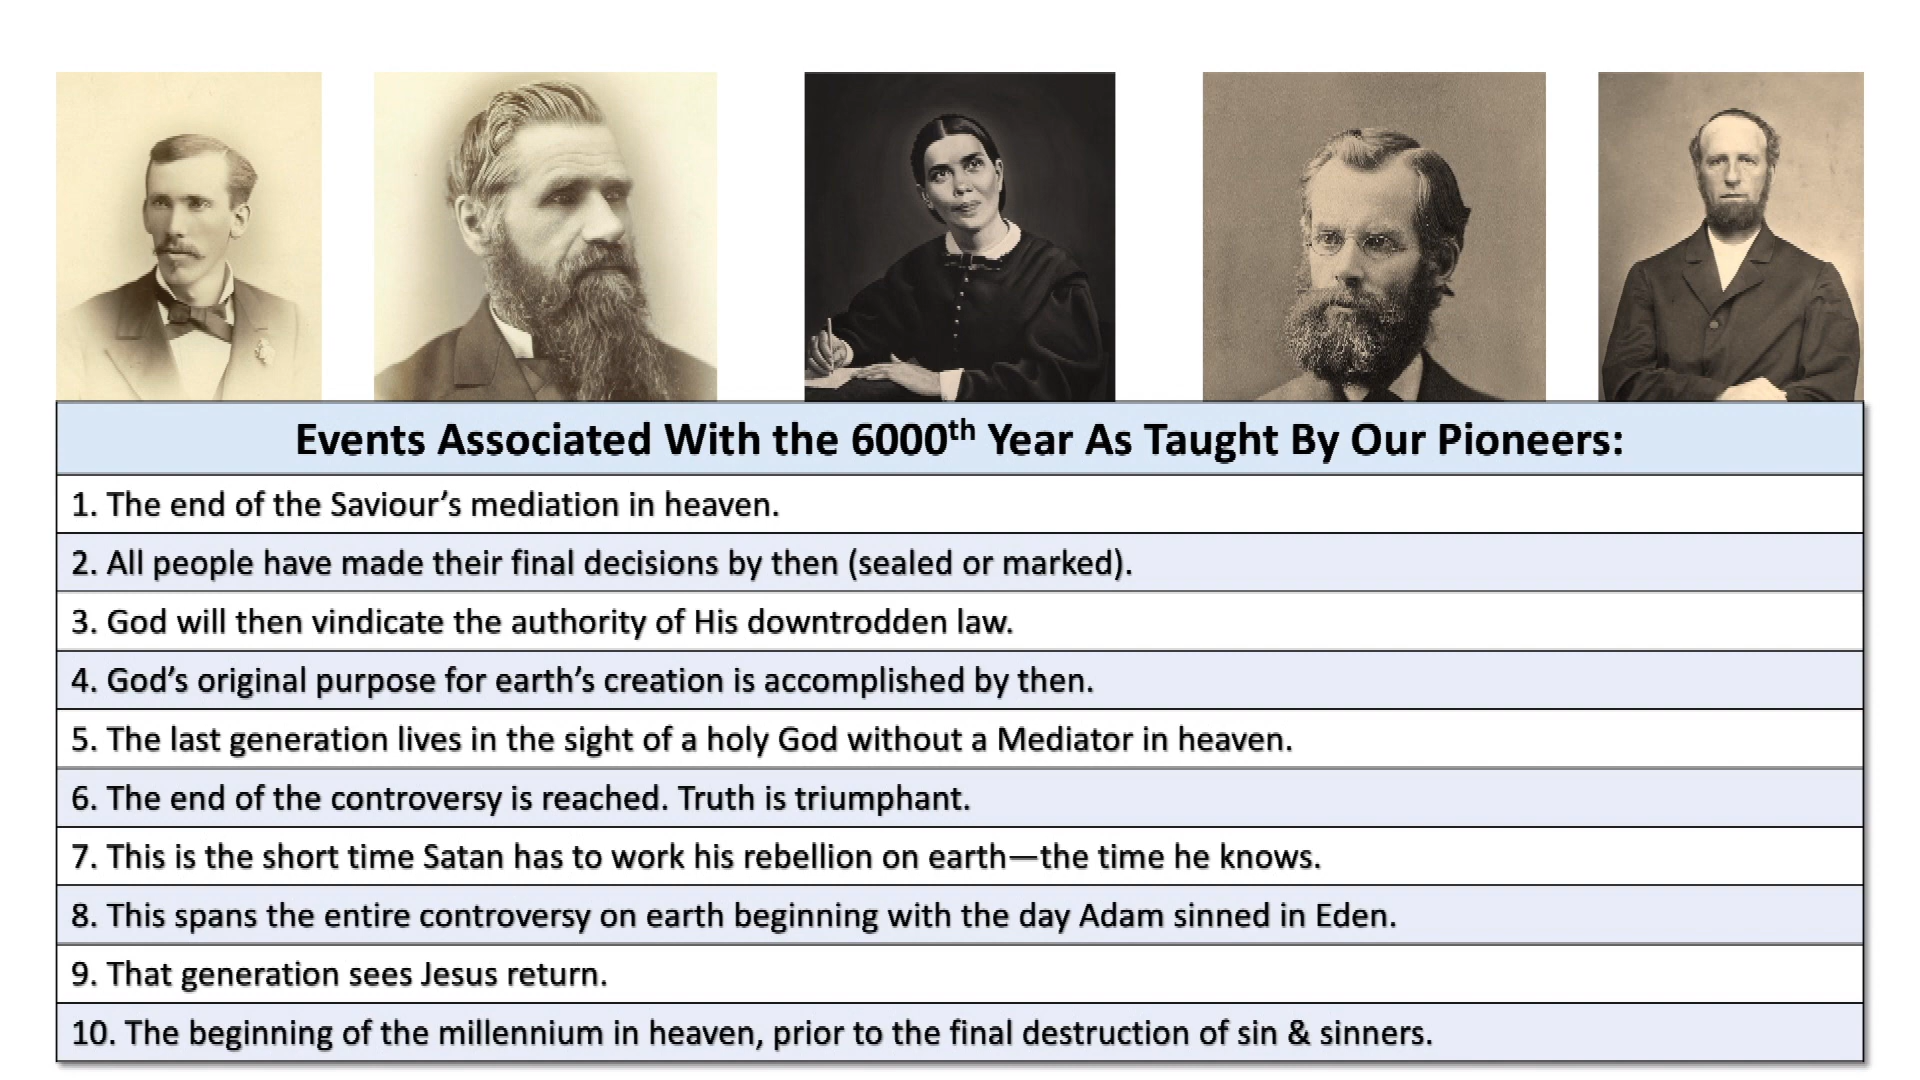 Events Associated With the 6000th Year As Taught By Our Pioneers:
1. The end of the Saviour’s mediation in heaven.
2. All people have made their final decisions by then (sealed or marked).
3. God will then vindicate the authority of His downtrodden law.
4. God’s original purpose for earth’s creation is accomplished by then.
5. The last generation lives in the sight of a holy God without a Mediator in heaven.
6. The end of the controversy is reached. Truth is triumphant.
7. This is the short time Satan has to work his rebellion on earth—the time he knows.
8. This spans the entire controversy on earth beginning with the day Adam sinned in Eden.
9. That generation sees Jesus return.
10. The beginning of the millennium in heaven, prior to the final destruction of sin & sinners.